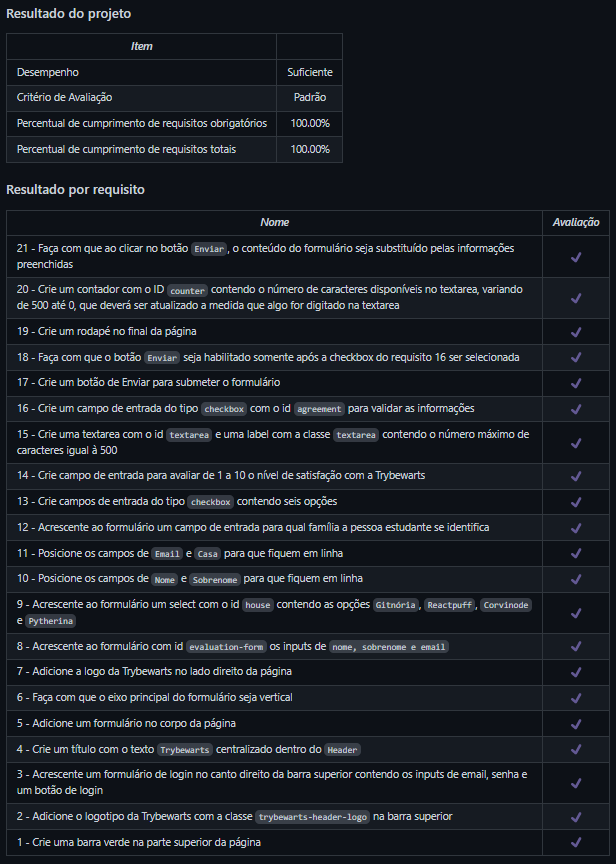 Resultado do projeto
Item
Desempenho Suficiente
Critério de Avaliação Padrão
Percentual de cumprimento de requisitos obrigatórios 100.00%
Percentual de cumprimento de requisitos totais 100.00%
Resultado por requisito
Nome Avaliação
21 - Faça com que ao clicar no botão Enviar, o conteúdo do formulário seja substituído pelas informações
preenchidas
20 - Crie um contador com o ID counter contendo o número de caracteres disponíveis no textarea, variando
de 500 até 0, que deverá ser atualizado a medida que algo for digitado na textarea
19 - Crie um rodapé no final da página
18 - Faça com que o botão Enviar seja habilitado somente após a checkbox do requisito 16 ser selecionada
17 - Crie um botão de Enviar para submeter o formulário
16 - Crie um campo de entrada do tipo checkbox com o id agreement para validar as informações
15 - Crie uma textarea com o id textarea e uma label com a classe textarea contendo o número máximo de
caracteres igual à 500
14 - Crie campo de entrada para avaliar de 1 a 10 o nível de satisfação com a Trybewarts
13 - Crie campos de entrada do tipo checkbox contendo seis opções
12 - Acrescente ao formulário um campo de entrada para qual família a pessoa estudante se identifica
11 - Posicione os campos de Email e Casa para que fiquem em linha
10 - Posicione os campos de Nome e Sobrenome para que fiquem em linha
9 - Acrescente ao formulário um select com o id house contendo as opções Gitnória, Reactpuff, Corvinode
e Pytherina
8 - Acrescente ao formulário com id evaluation-form os inputs de nome, sobrenome e email
7 - Adicione a logo da Trybewarts no lado direito da página
6 - Faça com que o eixo principal do formulário seja vertical
5 - Adicione um formulário no corpo da página
4 - Crie um título com o texto Trybewarts centralizado dentro do Header
3 - Acrescente um formulário de login no canto direito da barra superior contendo os inputs de email, senha e
um botão de login
2 - Adicione o logotipo da Trybewarts com a classe trybewarts-header-logo na barra superior
1 - Crie uma barra verde na parte superior da página